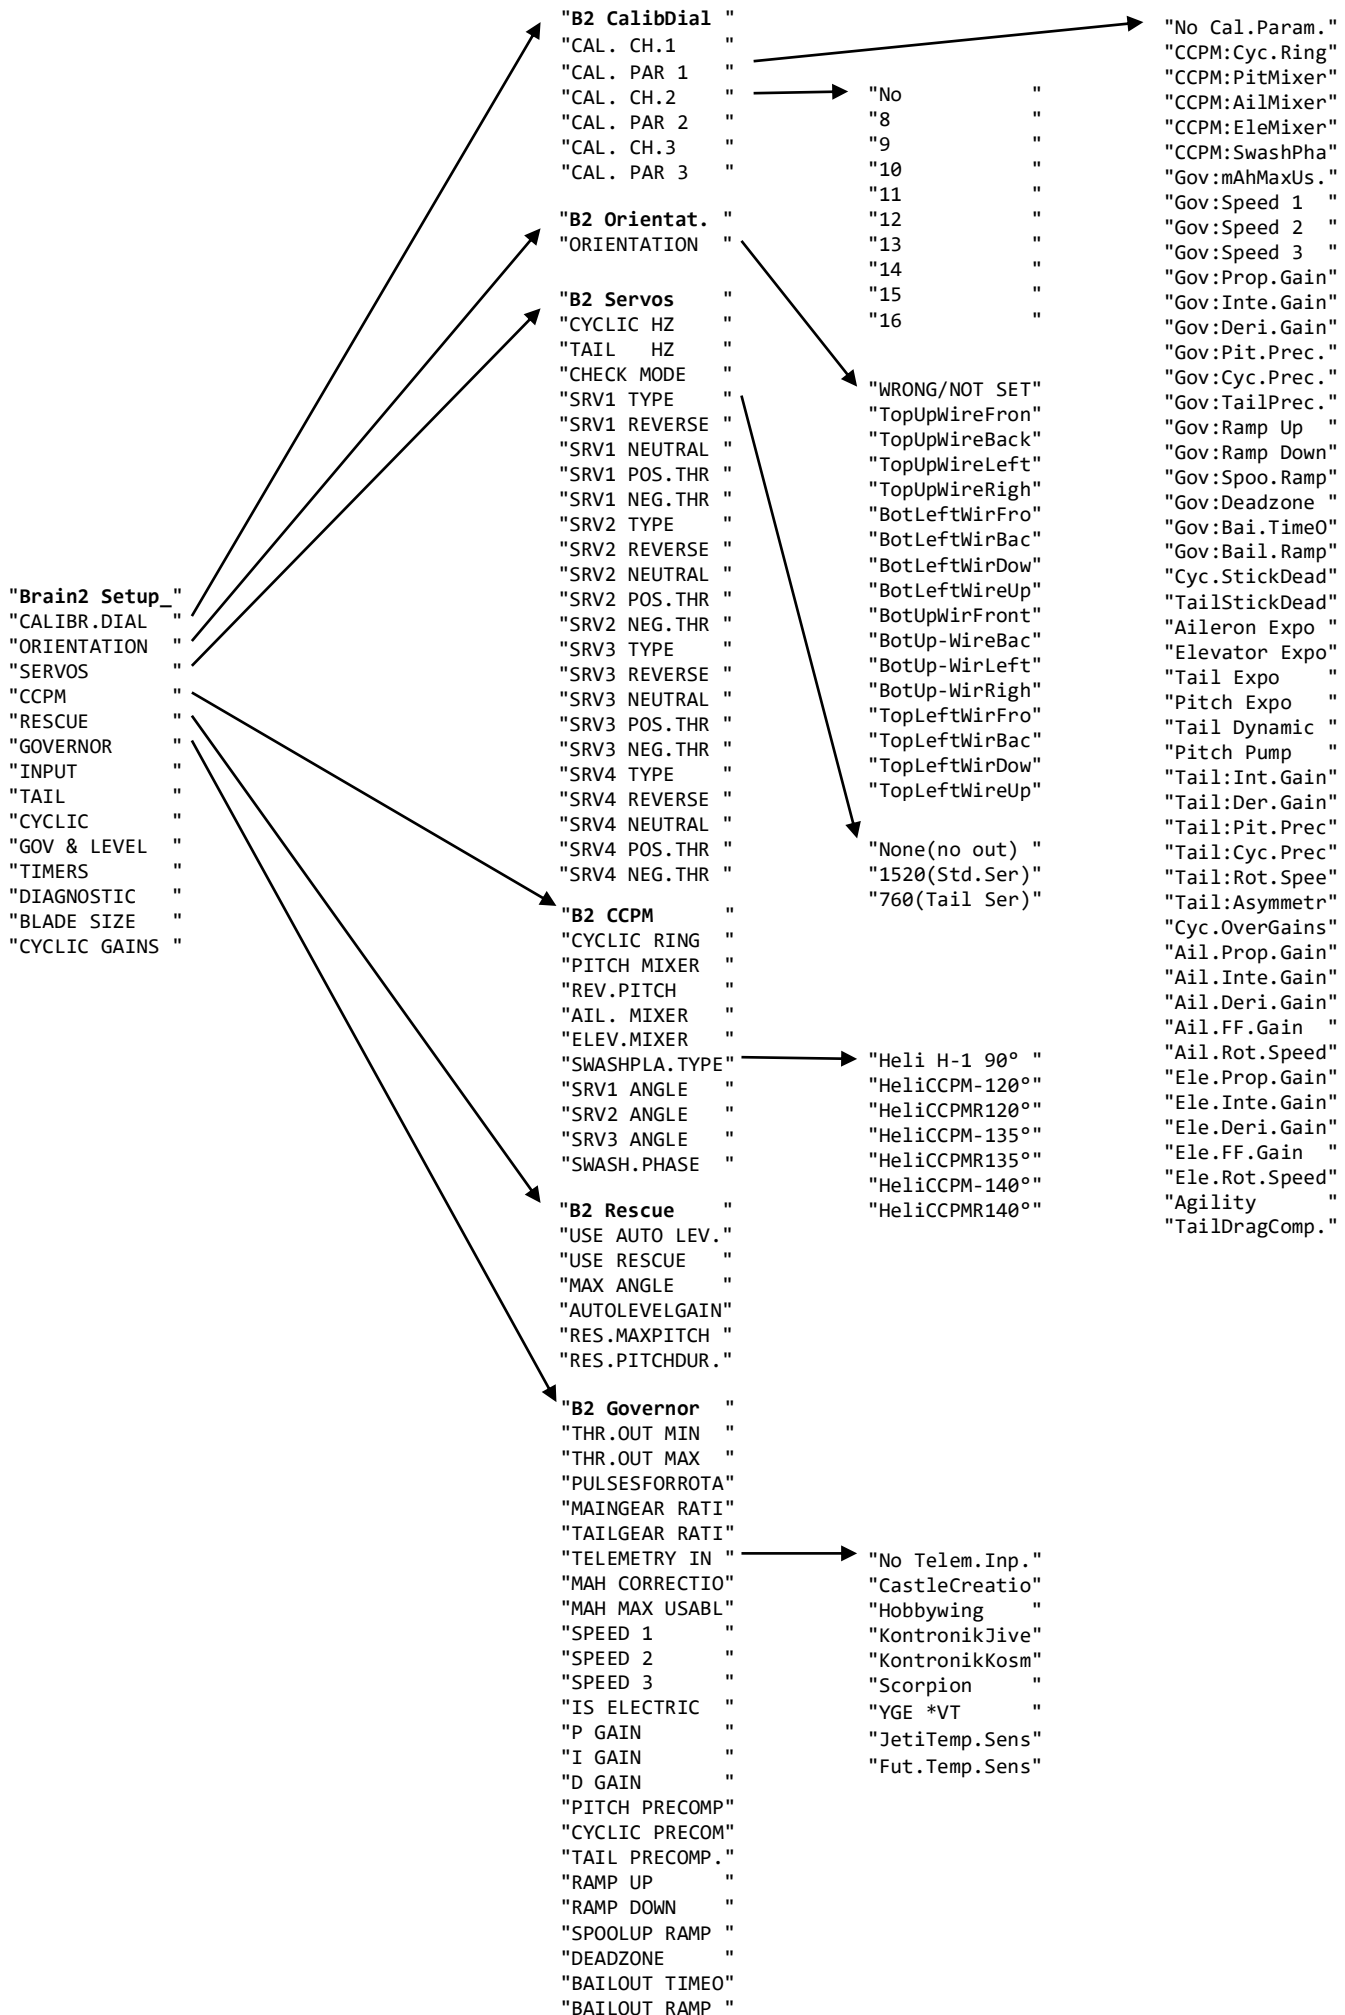 "Brain2 Setup_"
"CALIBR.DIAL  "
"ORIENTATION  "
"SERVOS       "
"CCPM         "
"RESCUE       "
"GOVERNOR     "
"INPUT        "
"TAIL         "
"CYCLIC       "
"GOV & LEVEL  "
"TIMERS       "
"DIAGNOSTIC   "
"BLADE SIZE   "
"CYCLIC GAINS "
"B2 CalibDial "
"CAL. CH.1    "
"CAL. PAR 1   "
"CAL. CH.2    "
"CAL. PAR 2   "
"CAL. CH.3    "
"CAL. PAR 3   "
"B2 Orientat. "
"ORIENTATION  "
"B2 Servos    "
"CYCLIC HZ    "
"TAIL   HZ    "
"CHECK MODE   "
"SRV1 TYPE    "
"SRV1 REVERSE "
"SRV1 NEUTRAL "
"SRV1 POS.THR "
"SRV1 NEG.THR "
"SRV2 TYPE    "
"SRV2 REVERSE "
"SRV2 NEUTRAL "
"SRV2 POS.THR "
"SRV2 NEG.THR "
"SRV3 TYPE    "
"SRV3 REVERSE "
"SRV3 NEUTRAL "
"SRV3 POS.THR "
"SRV3 NEG.THR "
"SRV4 TYPE    "
"SRV4 REVERSE "
"SRV4 NEUTRAL "
"SRV4 POS.THR "
"SRV4 NEG.THR "
"B2 CCPM      "
"CYCLIC RING  "
"PITCH MIXER  "
"REV.PITCH    "
"AIL. MIXER   "
"ELEV.MIXER   "
"SWASHPLA.TYPE"
"SRV1 ANGLE   "
"SRV2 ANGLE   "
"SRV3 ANGLE   "
"SWASH.PHASE  "
"B2 Rescue    "
"USE AUTO LEV."
"USE RESCUE   "
"MAX ANGLE    "
"AUTOLEVELGAIN"
"RES.MAXPITCH "
"RES.PITCHDUR."
"B2 Governor  "
"THR.OUT MIN  "
"THR.OUT MAX  "
"PULSESFORROTA"
"MAINGEAR RATI"
"TAILGEAR RATI"
"TELEMETRY IN "
"MAH CORRECTIO"
"MAH MAX USABL"
"SPEED 1      "
"SPEED 2      "
"SPEED 3      "
"IS ELECTRIC  "
"P GAIN       "
"I GAIN       "
"D GAIN       "
"PITCH PRECOMP"
"CYCLIC PRECOM"
"TAIL PRECOMP."
"RAMP UP      "
"RAMP DOWN    "
"SPOOLUP RAMP "
"DEADZONE     "
"BAILOUT TIMEO"
"BAILOUT RAMP "
"No           "
"8            "
"9            "
"10           "
"11           "
"12           "
"13           "
"14           "
"15           "
"16           "
"WRONG/NOT SET"
"TopUpWireFron"
"TopUpWireBack"
"TopUpWireLeft"
"TopUpWireRigh"
"BotLeftWirFro"
"BotLeftWirBac"
"BotLeftWirDow"
"BotLeftWireUp"
"BotUpWirFront"
"BotUp-WireBac"
"BotUp-WirLeft"
"BotUp-WirRigh"
"TopLeftWirFro"
"TopLeftWirBac"
"TopLeftWirDow"
"TopLeftWireUp"
"None(no out) "
"1520(Std.Ser)"
"760(Tail Ser)"
"Heli H-1 90° "
"HeliCCPM-120°"
"HeliCCPMR120°"
"HeliCCPM-135°"
"HeliCCPMR135°"
"HeliCCPM-140°"
"HeliCCPMR140°"
"No Telem.Inp."
"CastleCreatio"
"Hobbywing    "
"KontronikJive"
"KontronikKosm"
"Scorpion     "
"YGE *VT      "
"JetiTemp.Sens"
"Fut.Temp.Sens"
"No Cal.Param."
"CCPM:Cyc.Ring"
"CCPM:PitMixer"
"CCPM:AilMixer"
"CCPM:EleMixer"
"CCPM:SwashPha"
"Gov:mAhMaxUs."
"Gov:Speed 1  "
"Gov:Speed 2  "
"Gov:Speed 3  "
"Gov:Prop.Gain"
"Gov:Inte.Gain"
"Gov:Deri.Gain"
"Gov:Pit.Prec."
"Gov:Cyc.Prec."
"Gov:TailPrec."
"Gov:Ramp Up  "
"Gov:Ramp Down"
"Gov:Spoo.Ramp"
"Gov:Deadzone "
"Gov:Bai.TimeO"
"Gov:Bail.Ramp"
"Cyc.StickDead"
"TailStickDead"
"Aileron Expo "
"Elevator Expo"
"Tail Expo    "
"Pitch Expo   "
"Tail Dynamic "
"Pitch Pump   "
"Tail:Int.Gain"
"Tail:Der.Gain"
"Tail:Pit.Prec"
"Tail:Cyc.Prec"
"Tail:Rot.Spee"
"Tail:Asymmetr"
"Cyc.OverGains"
"Ail.Prop.Gain"
"Ail.Inte.Gain"
"Ail.Deri.Gain"
"Ail.FF.Gain  "
"Ail.Rot.Speed"
"Ele.Prop.Gain"
"Ele.Inte.Gain"
"Ele.Deri.Gain"
"Ele.FF.Gain  "
"Ele.Rot.Speed"
"Agility      "
"TailDragComp."